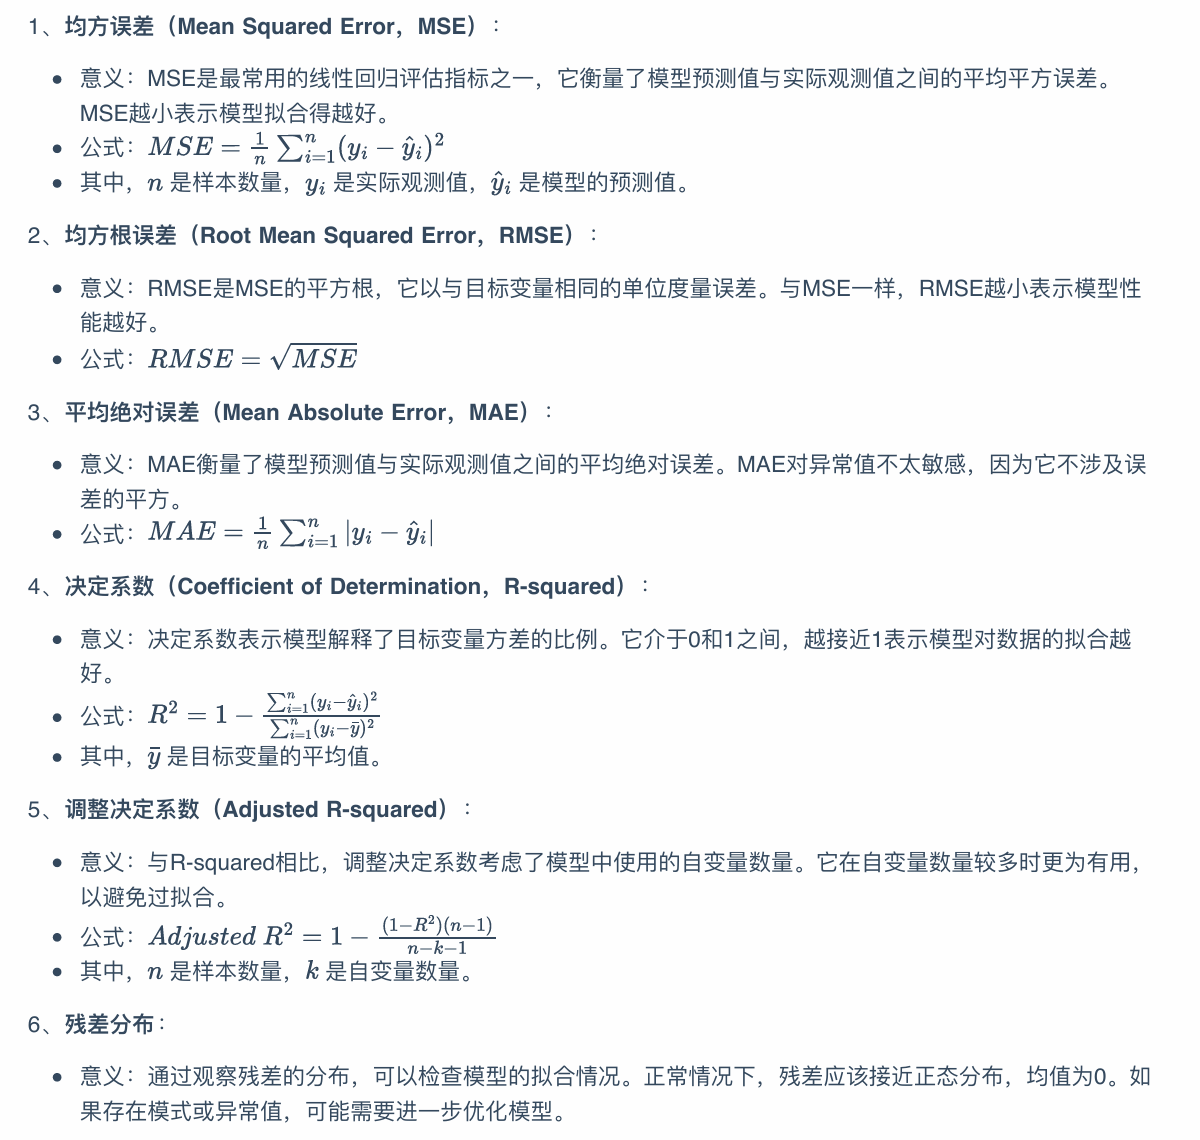 1、均方误差（Mean Squared Error，MSE）：
• 意义：MSE是最常用的线性回归评估指标之一，它衡量了模型预测值与实际观测值之间的平均平方误差。
MSE越小表示模型拟合得越好。
• 公式：$MSE = \frac{1}{n} \sum_{i=1}^{n} (y_i - \hat{y}_i)^2$
• 其中，$n$ 是样本数量，$y_i$ 是实际观测值，$\hat{y}_i$ 是模型的预测值。
2、均方根误差（Root Mean Squared Error，RMSE）：
• 意义：RMSE是MSE的平方根，它以与目标变量相同的单位度量误差。与MSE一样，RMSE越小表示模型性
能越好。
• 公式：$RMSE = \sqrt{MSE}$
3、平均绝对误差（Mean Absolute Error，MAE）：
• 意义：MAE衡量了模型预测值与实际观测值之间的平均绝对误差。MAE对异常值不太敏感，因为它不涉及误
差的平方。
• 公式：$MAE = \frac{1}{n} \sum_{i=1}^{n} |y_i - \hat{y}_i|$
4、决定系数（Coefficient of Determination，R-squared）：
• 意义：决定系数表示模型解释了目标变量方差的比例。它介于0和1之间，越接近1表示模型对数据的拟合越
好。
• 公式：$R^2 = 1 - \frac{\sum_{i=1}^{n} (y_i - \hat{y}_i)^2}{\sum_{i=1}^{n} (y_i - \bar{y})^2}$
• 其中，$\bar{y}$ 是目标变量的平均值。
5、调整决定系数（Adjusted R-squared）：
• 意义：与R-squared相比，调整决定系数考虑了模型中使用的自变量数量。它在自变量数量较多时更为有用，
以避免过拟合。
• 公式：$Adjusted\ R^2 = 1 - \frac{(1-R^2)(n-1)}{n-k-1}$
• 其中，$n$ 是样本数量，$k$ 是自变量数量。
6、残差分布：
• 意义：通过观察残差的分布，可以检查模型的拟合情况。正常情况下，残差应该接近正态分布，均值为0。如
果存在模式或异常值，可能需要进一步优化模型。